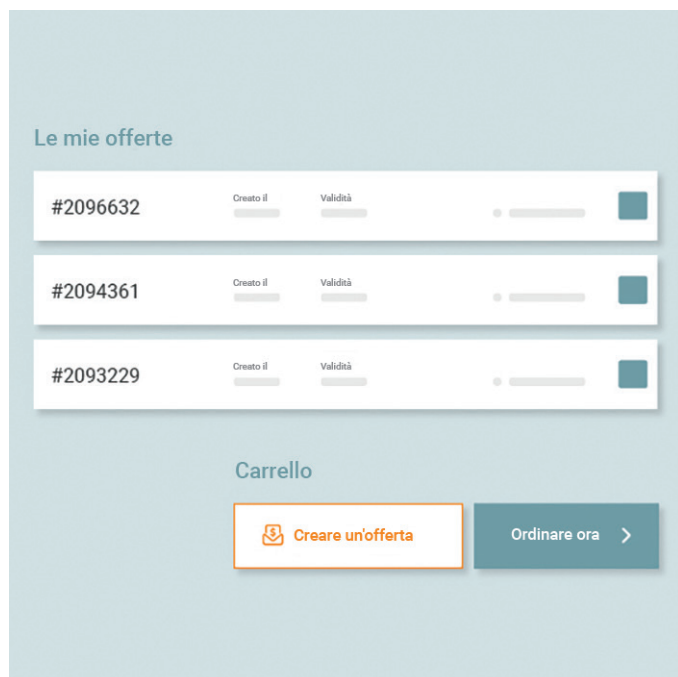 Le mie offerte
#2096632 Creato il Validità
#2094361 Creato il Validità
#2093229 Creato il Validità
Carrello
Creare un'offerta Ordinare ora